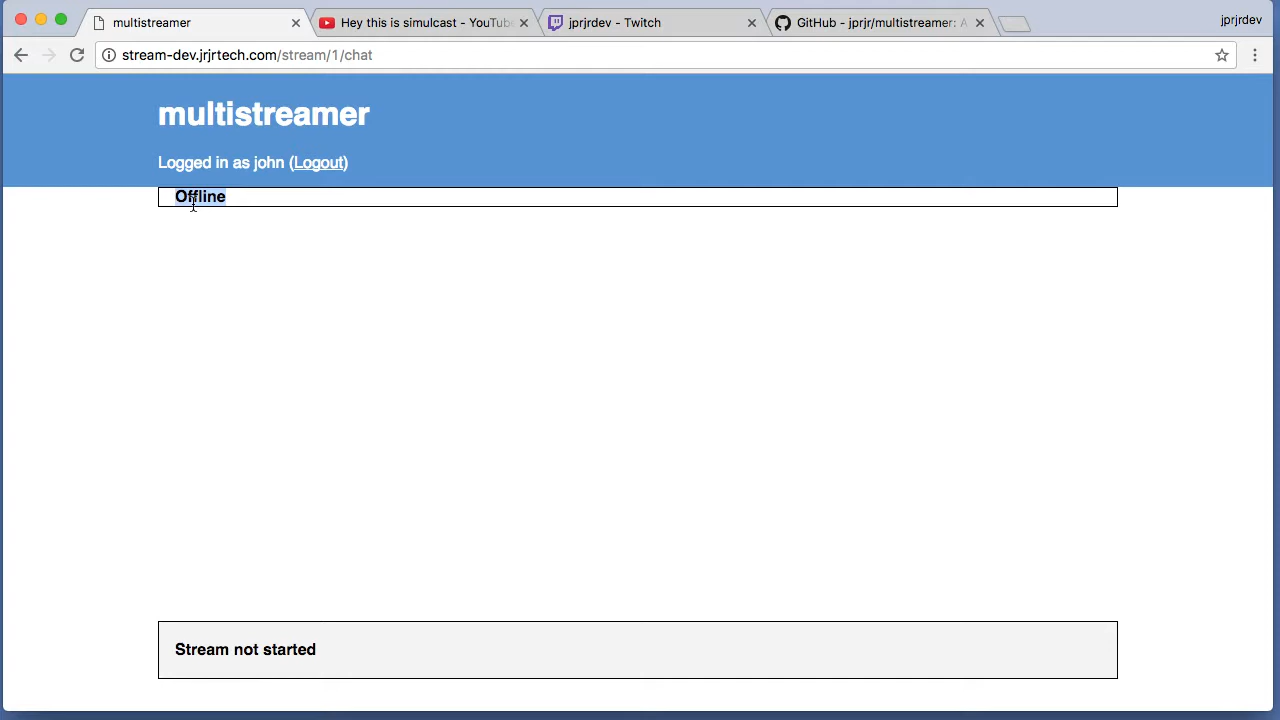 multistreamer
Hey this is simulcast - YouTube
jprjrdev - Twitch
GitHub - jprjr/multistreamer: A
jprjrdev
stream-dev.jrjrtech.com/stream/1/chat
multistreamer
Logged in as john (Logout)
Offline
Stream not started